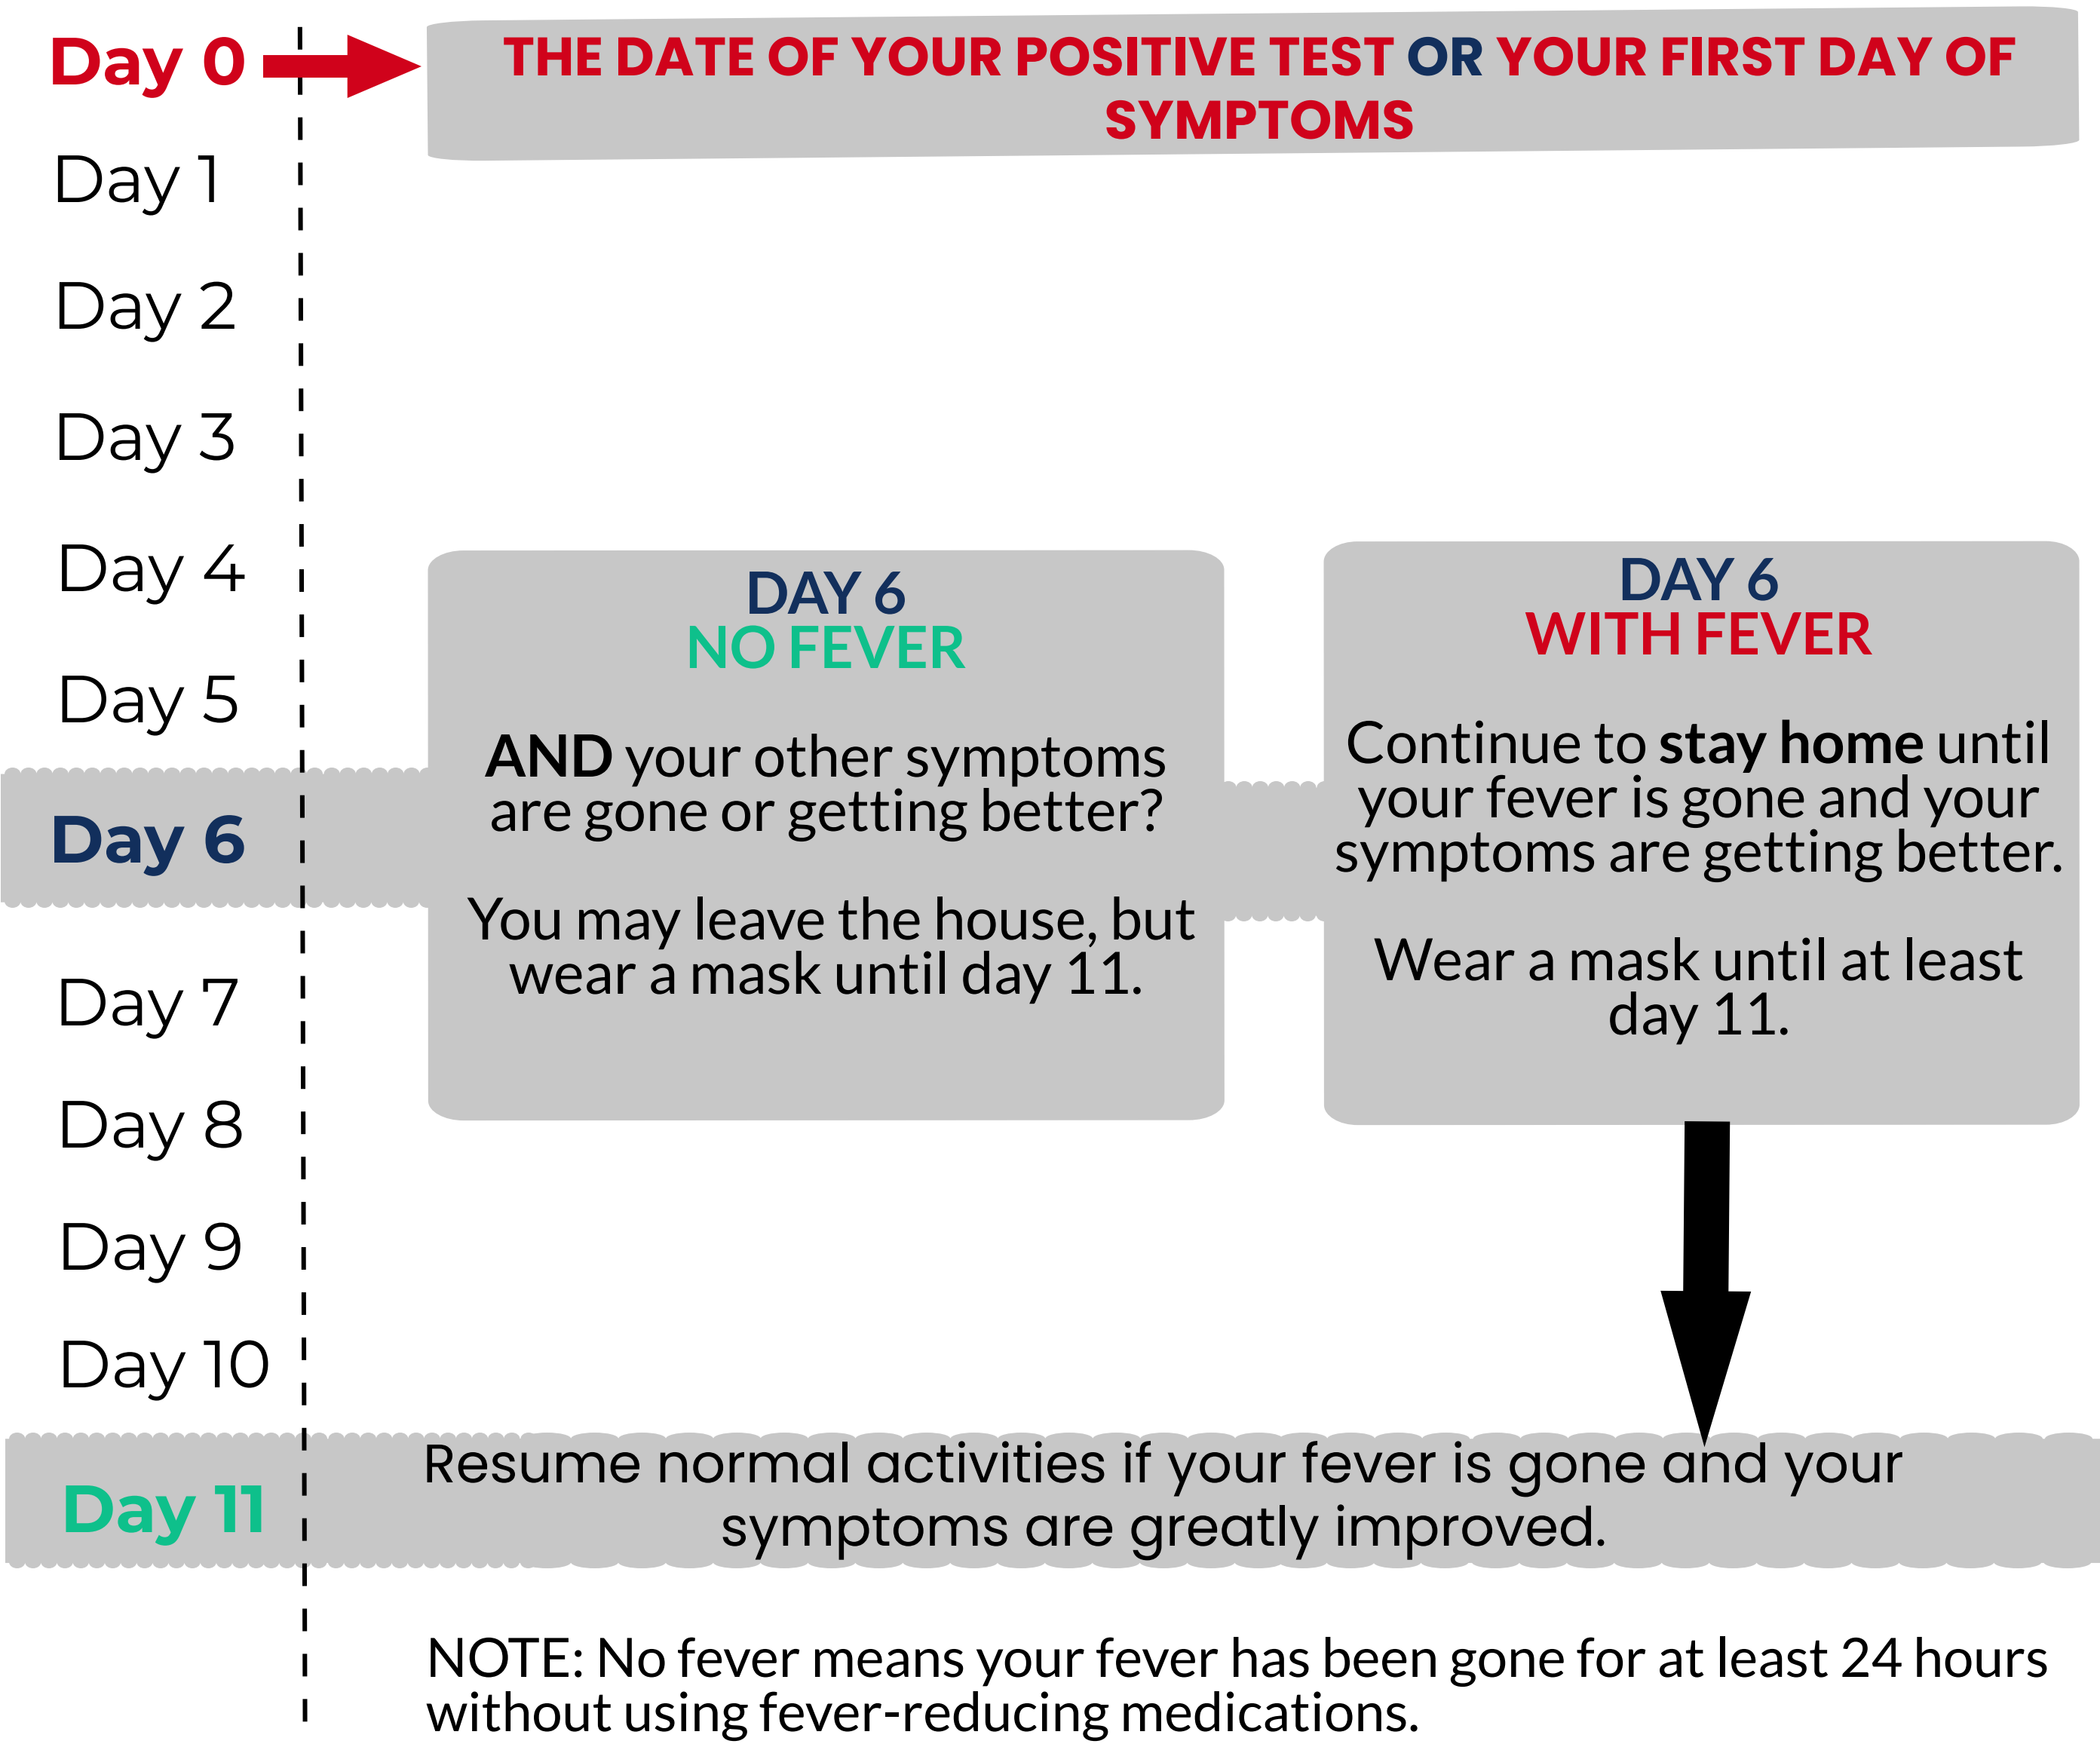 Day 0
THE DATE OF YOUR POSITIVE TEST OR YOUR FIRST DAY OF
SYMPTOMS
Day 1
Day 2
Day 3
Day 4
Day 5
Day 6
DAY 6
NO FEVER
AND your other symptoms
are gone or getting better?
You may leave the house, but
wear a mask until day 11.
DAY 6
WITH FEVER
Continue to stay home until
your fever is gone and your
symptoms are getting better.
Wear a mask until at least
day 11.
Day 7
Day 8
Day 9
Day 10
Day 11
Resume normal activities if your fever is gone and your
symptoms are greatly improved.
NOTE: No fever means your fever has been gone for at least 24 hours
without using fever-reducing medications.